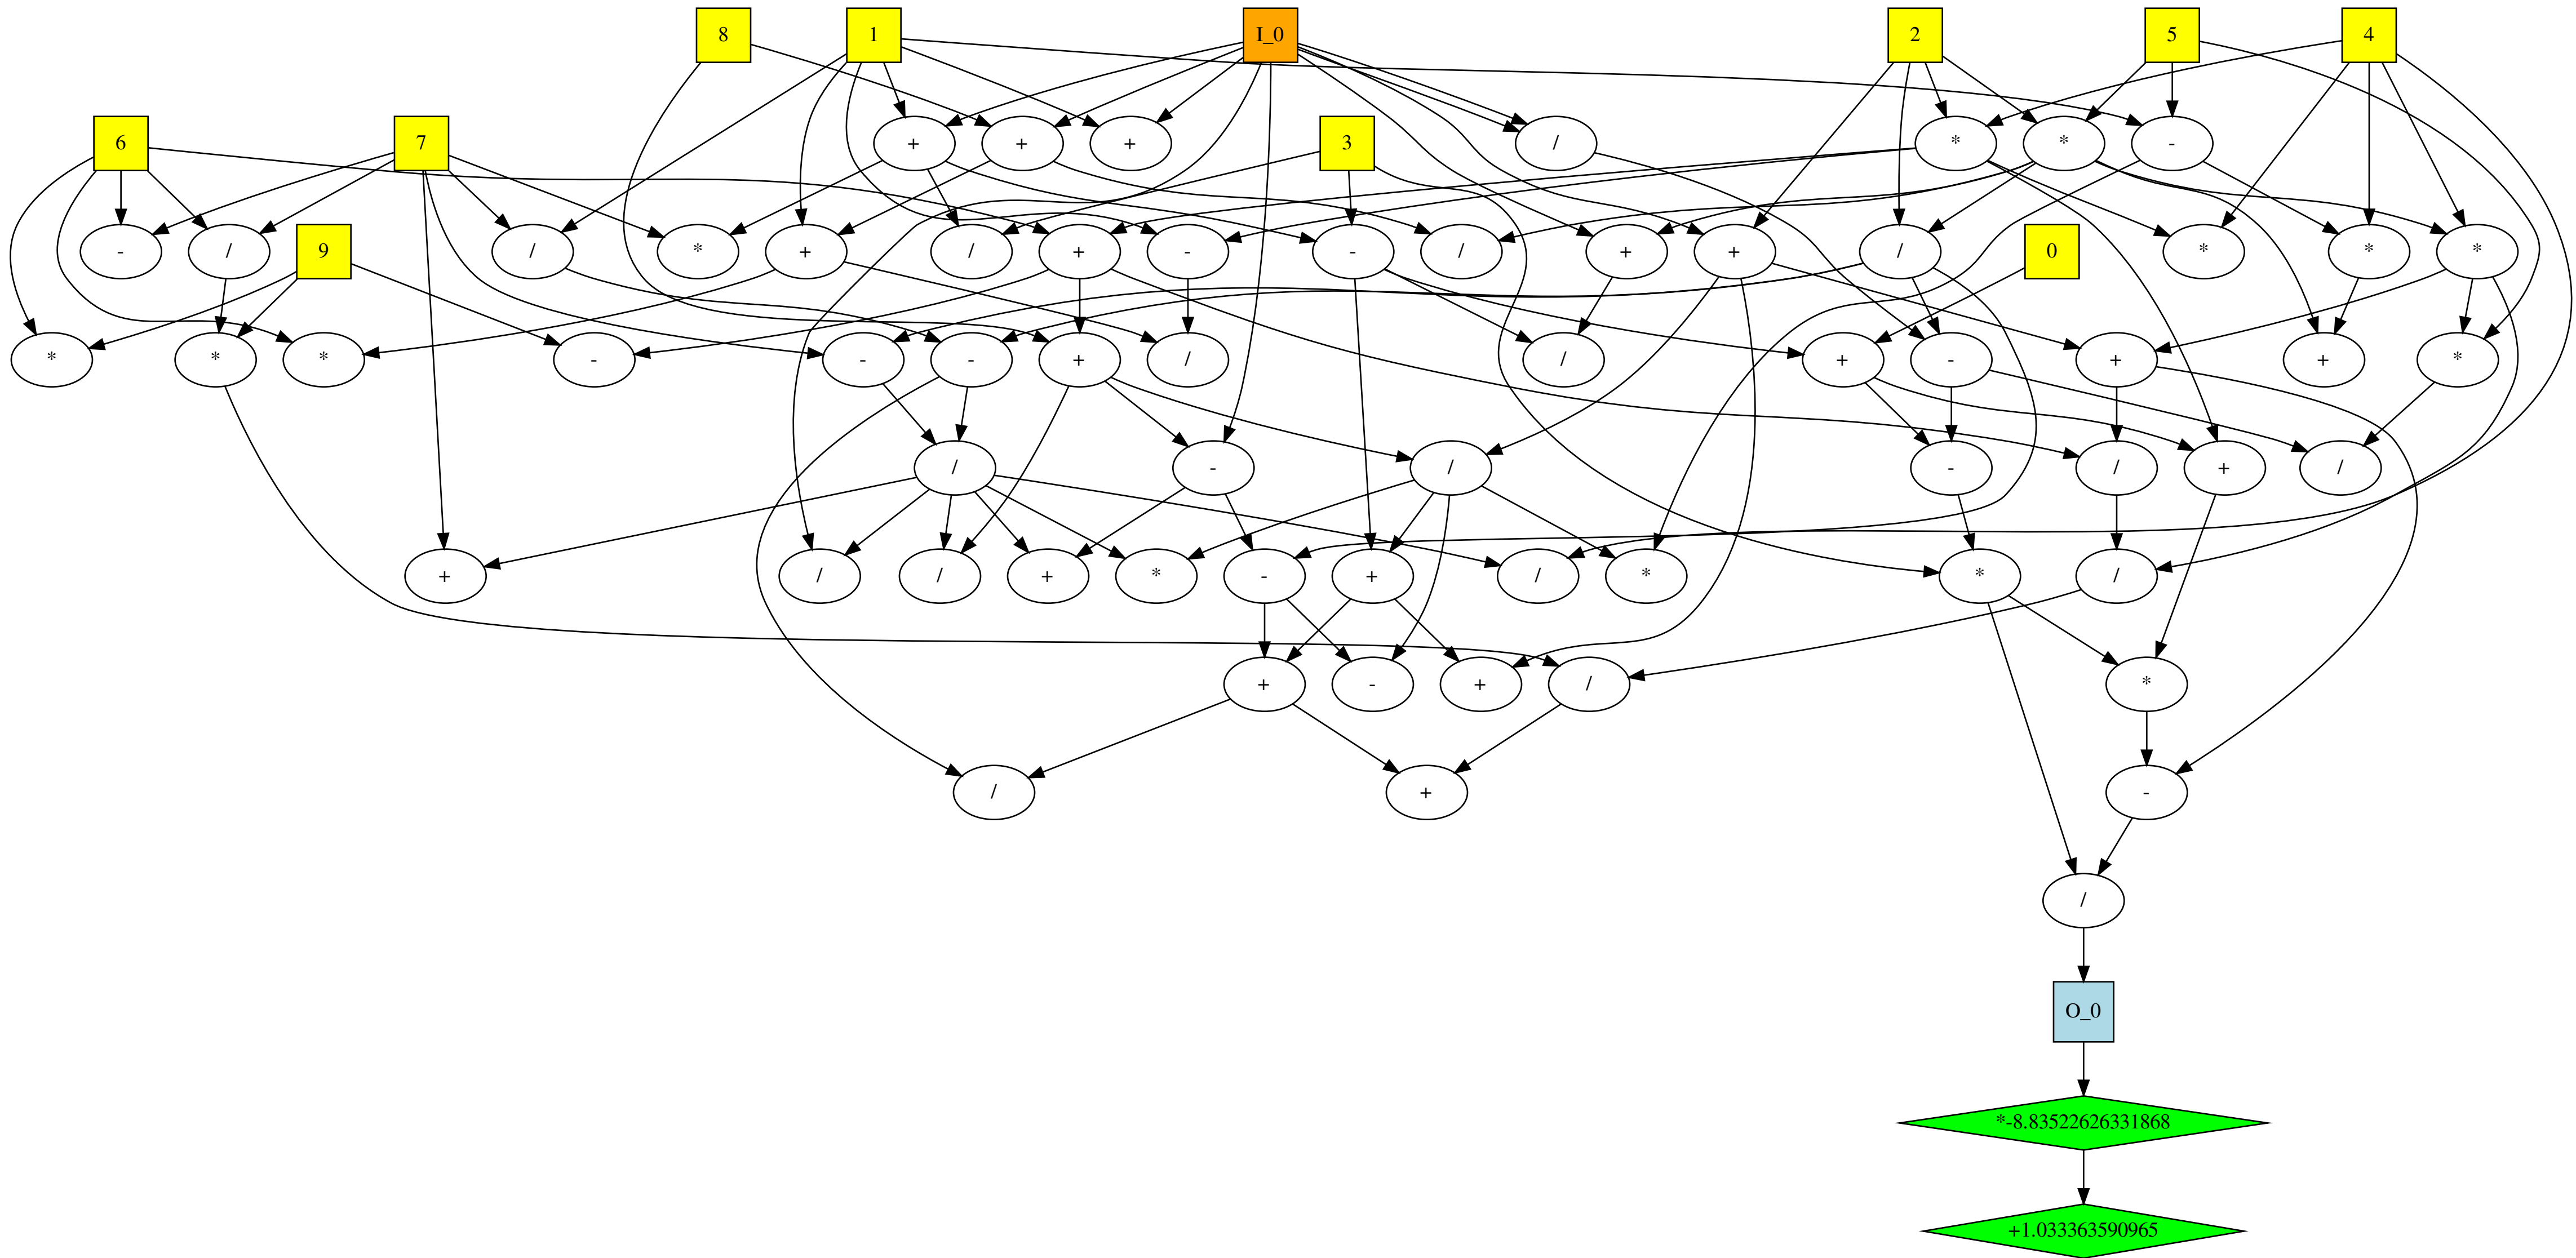 8 1 I_0 2 5 4
6 7 + + + 3 / * * -
- / 9 / * + / + - - / + + / 0 * * *
* * * - - - + / / + - + + *
/ - / - / + /
+ / / + * - + / * * /
+ - + / *
/ + -
/
O_0
*-8.83522626331868
+1.033363590965